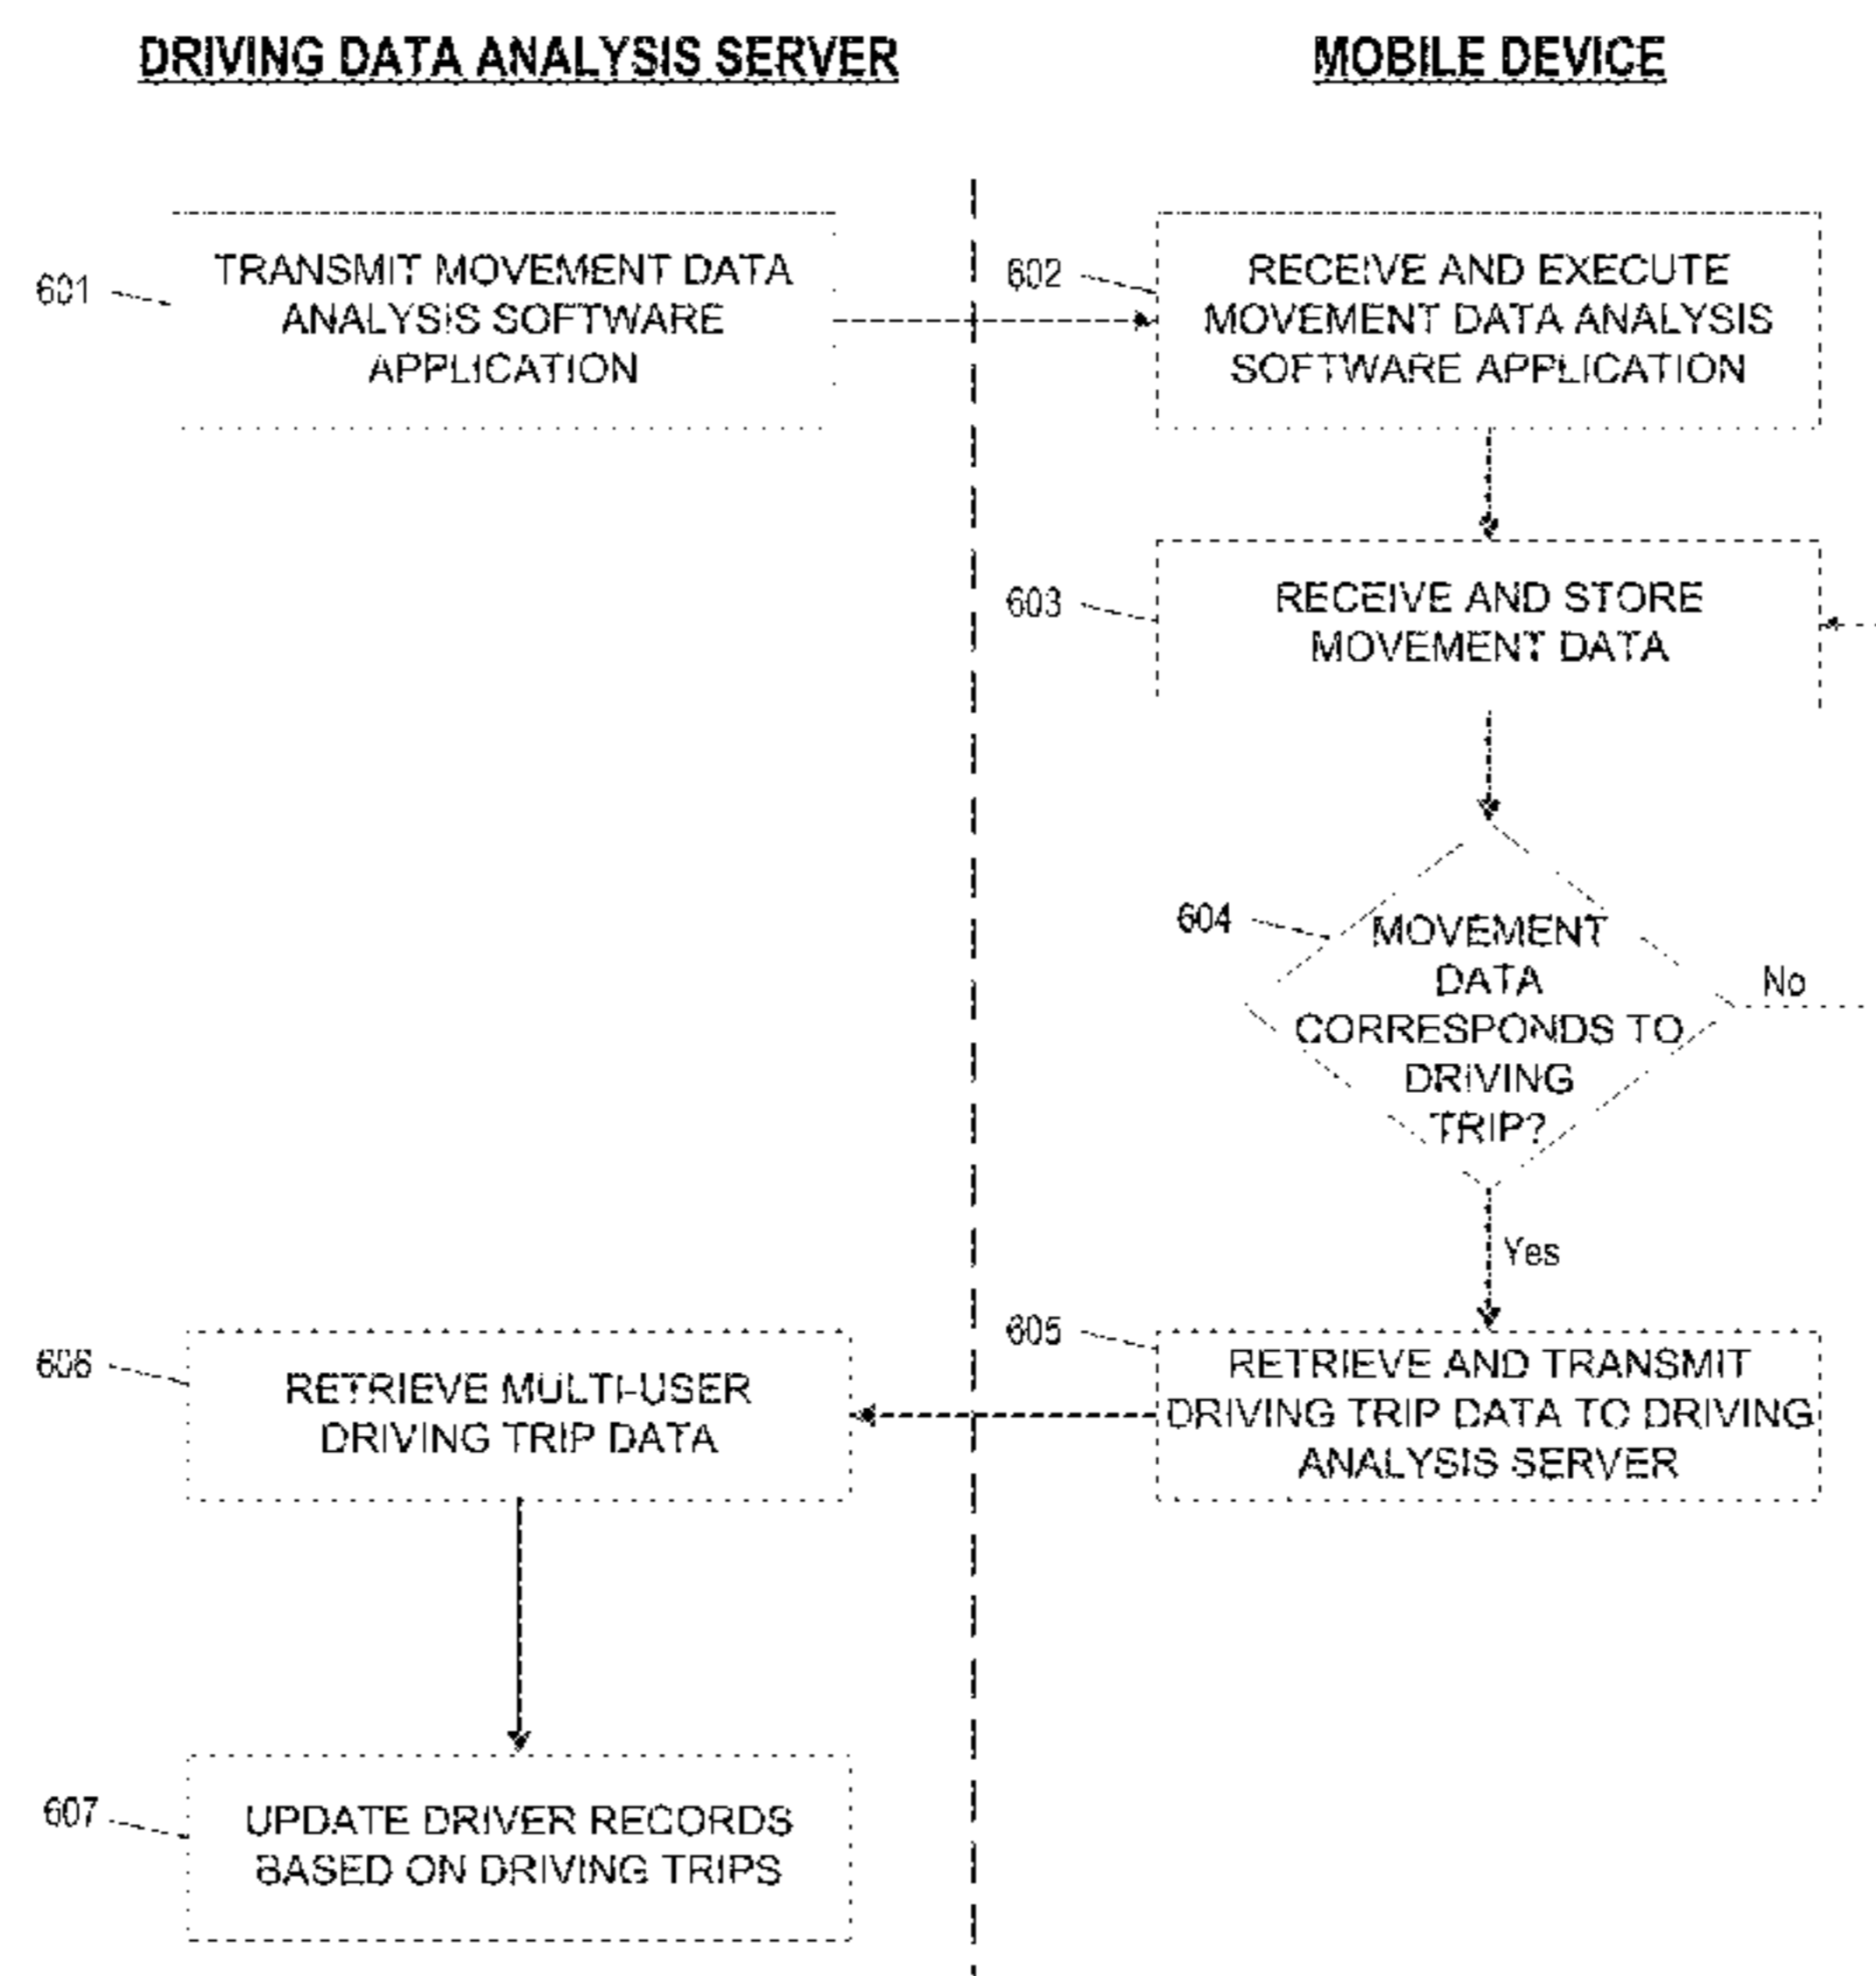 DRIVING DATA ANALYSIS SERVER
MOBILE DEVICE
601
TRANSMIT MOVEMENT DATA
ANALYSIS SOFTWARE
APPLICATION
602
RECEIVE AND EXECUTE
MOVEMENT DATA ANALYSIS
SOFTWARE APPLICATION
603
RECEIVE AND STORE
MOVEMENT DATA
604
MOVEMENT
DATA
CORRESPONDS TO
DRIVING
TRIP?
No
Yes
605
RETRIEVE AND TRANSMIT
DRIVING TRIP DATA TO DRIVING
ANALYSIS SERVER
606
RETRIEVE MULTI-USER
DRIVING TRIP DATA
607
UPDATE DRIVER RECORDS
BASED ON DRIVING TRIPS